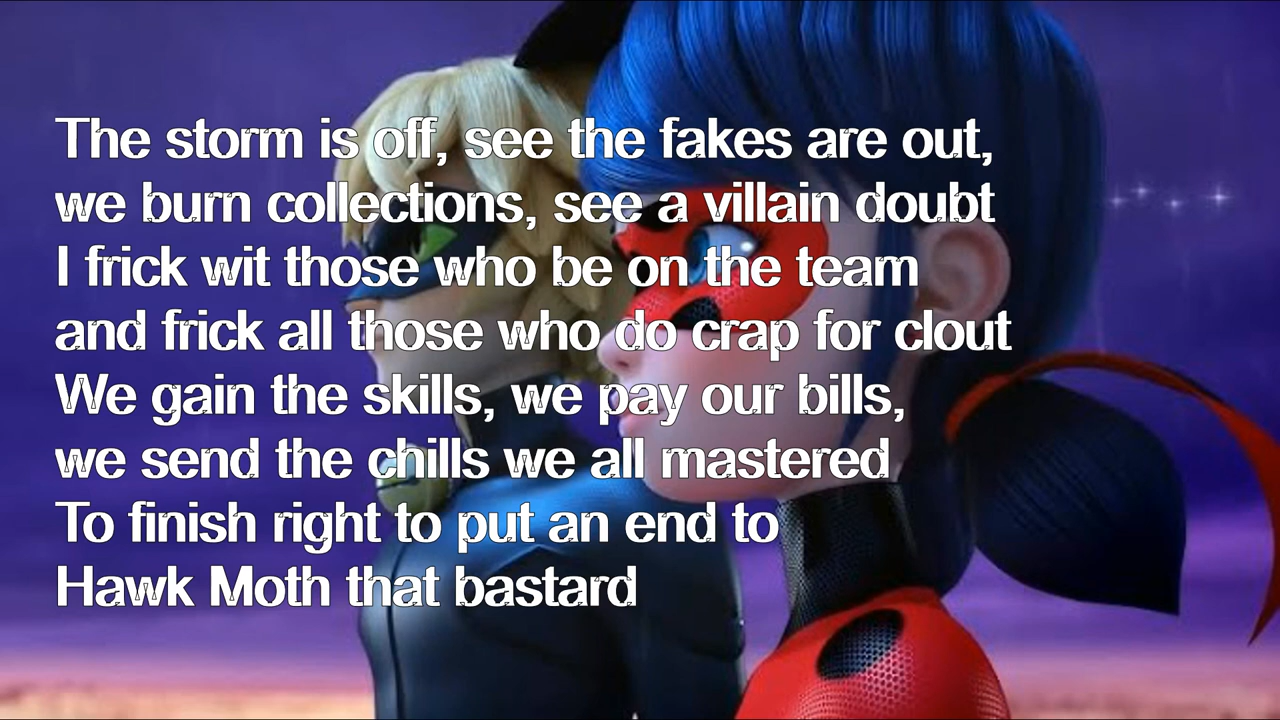 The storm is off, see the fakes are out,
we burn collections, see a villain doubt
I frick wit those who be on the team
and frick all those who do crap for clout
We gain the skills, we pay our bills,
we send the chills we all mastered
To finish right to put an end to
Hawk Moth that bastard